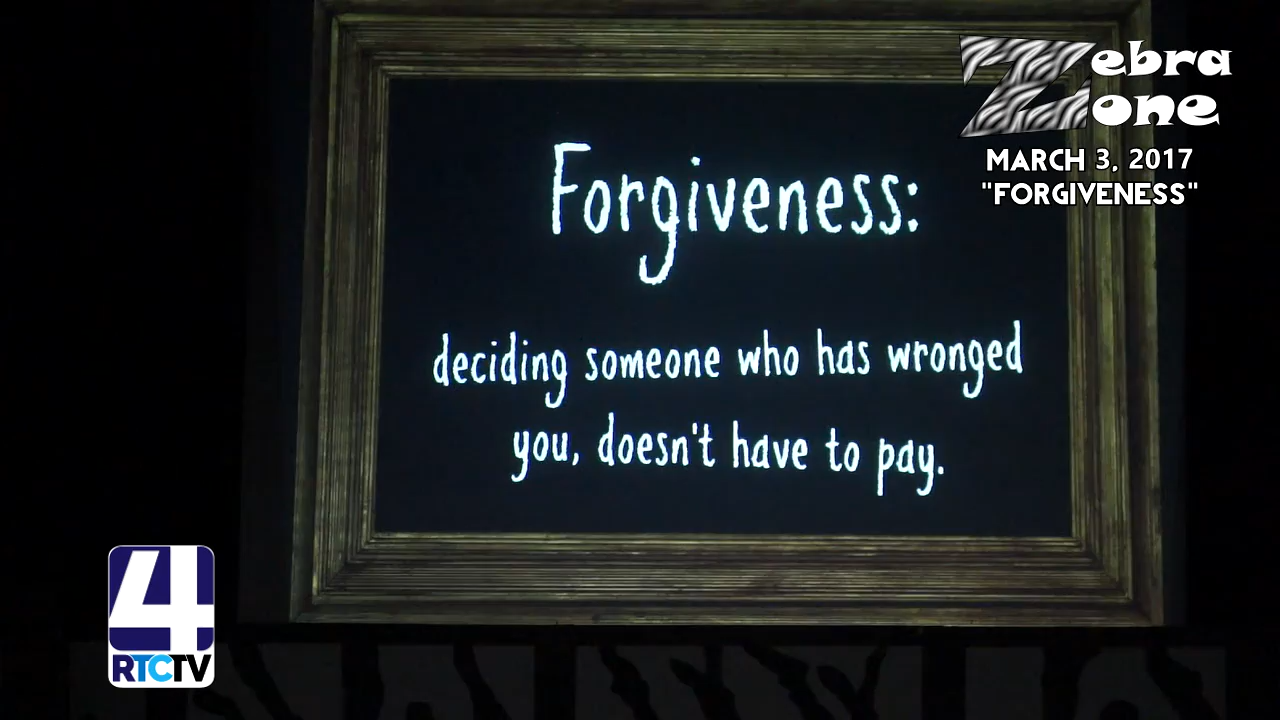 Zebra
Zone
MARCH 3, 2017
"FORGIVENESS"
Forgiveness:
deciding someone who has wronged
you, doesn't have to pay.
4
RTCTV